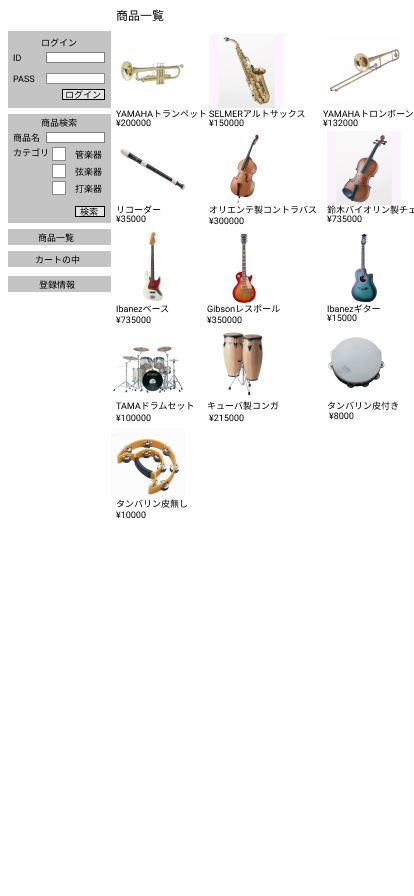 商品一覧
ログイン
ID
PASS
ログイン
商品検索
商品名
カテゴリ
管楽器
弦楽器
打楽器
検索
商品一覧
カートの中
登録情報
YAMAHAトランペット
¥200000
SELMERアルトサックス
¥150000
YAMAHAトロンボーン
¥132000
リコーダー
¥35000
オリエンテ製コントラバス
¥300000
鈴木バイオリン製チェ
¥735000
Ibanezベース
¥735000
Gibsonレスポール
¥350000
Ibanezギター
¥15000
TAMAドラムセット
¥100000
キューバ製コンガ
¥215000
タンバリン皮付き
¥8000
タンバリン皮無し
¥10000